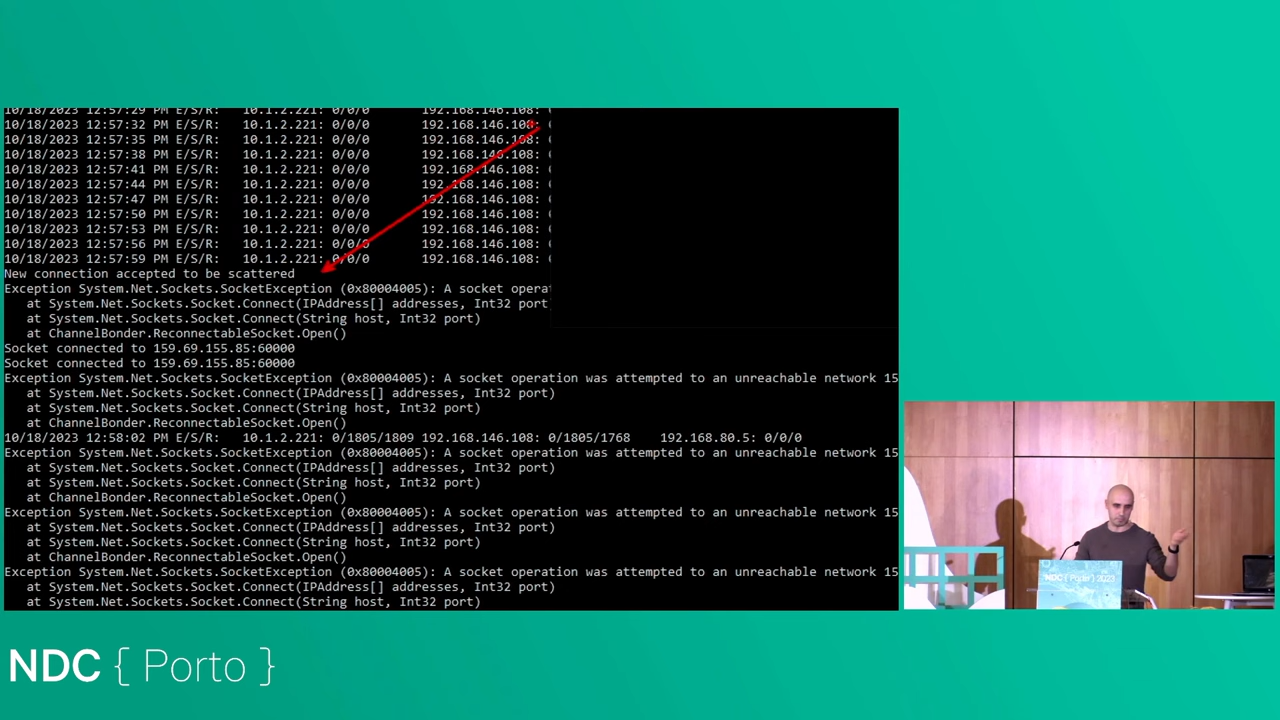 10/18/2023 12:57:29 PM E/S/R:   10.1.2.221: 0/0/0       192.168.146.108:
10/18/2023 12:57:32 PM E/S/R:   10.1.2.221: 0/0/0       192.168.146.108:
10/18/2023 12:57:35 PM E/S/R:   10.1.2.221: 0/0/0       192.168.146.108:
10/18/2023 12:57:38 PM E/S/R:   10.1.2.221: 0/0/0       192.168.146.108:
10/18/2023 12:57:41 PM E/S/R:   10.1.2.221: 0/0/0       192.168.146.108:
10/18/2023 12:57:44 PM E/S/R:   10.1.2.221: 0/0/0       192.168.146.108:
10/18/2023 12:57:47 PM E/S/R:   10.1.2.221: 0/0/0       192.168.146.108:
10/18/2023 12:57:50 PM E/S/R:   10.1.2.221: 0/0/0       192.168.146.108:
10/18/2023 12:57:53 PM E/S/R:   10.1.2.221: 0/0/0       192.168.146.108:
10/18/2023 12:57:56 PM E/S/R:   10.1.2.221: 0/0/0       192.168.146.108:
10/18/2023 12:57:59 PM E/S/R:   10.1.2.221: 0/0/0       192.168.146.108:
New connection accepted to be scattered
Exception System.Net.Sockets.SocketException (0x80004005): A socket operat
   at System.Net.Sockets.Socket.Connect(IPAddress[] addresses, Int32 port
   at System.Net.Sockets.Socket.Connect(String host, Int32 port)
   at ChannelBonder.ReconnectableSocket.Open()
Socket connected to 159.69.155.85:60000
Socket connected to 159.69.155.85:60000
Exception System.Net.Sockets.SocketException (0x80004005): A socket operation was attempted to an unreachable network 15
   at System.Net.Sockets.Socket.Connect(IPAddress[] addresses, Int32 port)
   at System.Net.Sockets.Socket.Connect(String host, Int32 port)
   at ChannelBonder.ReconnectableSocket.Open()
10/18/2023 12:58:02 PM E/S/R:   10.1.2.221: 0/1805/1809 192.168.146.108: 0/1805/1768    192.168.80.5: 0/0/0
Exception System.Net.Sockets.SocketException (0x80004005): A socket operation was attempted to an unreachable network 15
   at System.Net.Sockets.Socket.Connect(IPAddress[] addresses, Int32 port)
   at System.Net.Sockets.Socket.Connect(String host, Int32 port)
   at ChannelBonder.ReconnectableSocket.Open()
Exception System.Net.Sockets.SocketException (0x80004005): A socket operation was attempted to an unreachable network 15
   at System.Net.Sockets.Socket.Connect(IPAddress[] addresses, Int32 port)
   at System.Net.Sockets.Socket.Connect(String host, Int32 port)
   at ChannelBonder.ReconnectableSocket.Open()
Exception System.Net.Sockets.SocketException (0x80004005): A socket operation was attempted to an unreachable network 15
   at System.Net.Sockets.Socket.Connect(IPAddress[] addresses, Int32 port)
   at System.Net.Sockets.Socket.Connect(String host, Int32 port)
NDC { Porto } 2023
NDC { Porto }